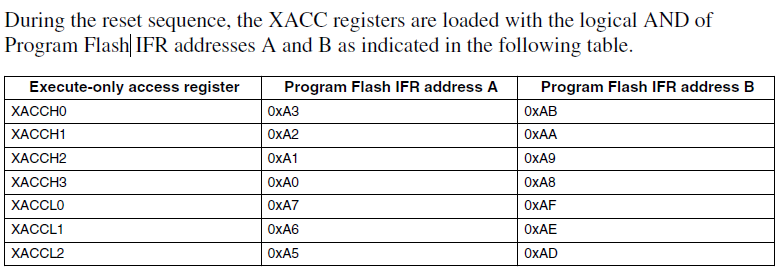 During the reset sequence, the XACC registers are loaded with the logical AND of
Program Flash IFR addresses A and B as indicated in the following table.
Execute-only access register Program Flash IFR address A Program Flash IFR address B
XACCH0 0xA3 0xAB
XACCH1 0xA2 0xAA
XACCH2 0xA1 0xA9
XACCH3 0xA0 0xA8
XACCL0 0xA7 0xAF
XACCL1 0xA6 0xAE
XACCL2 0xA5 0xAD